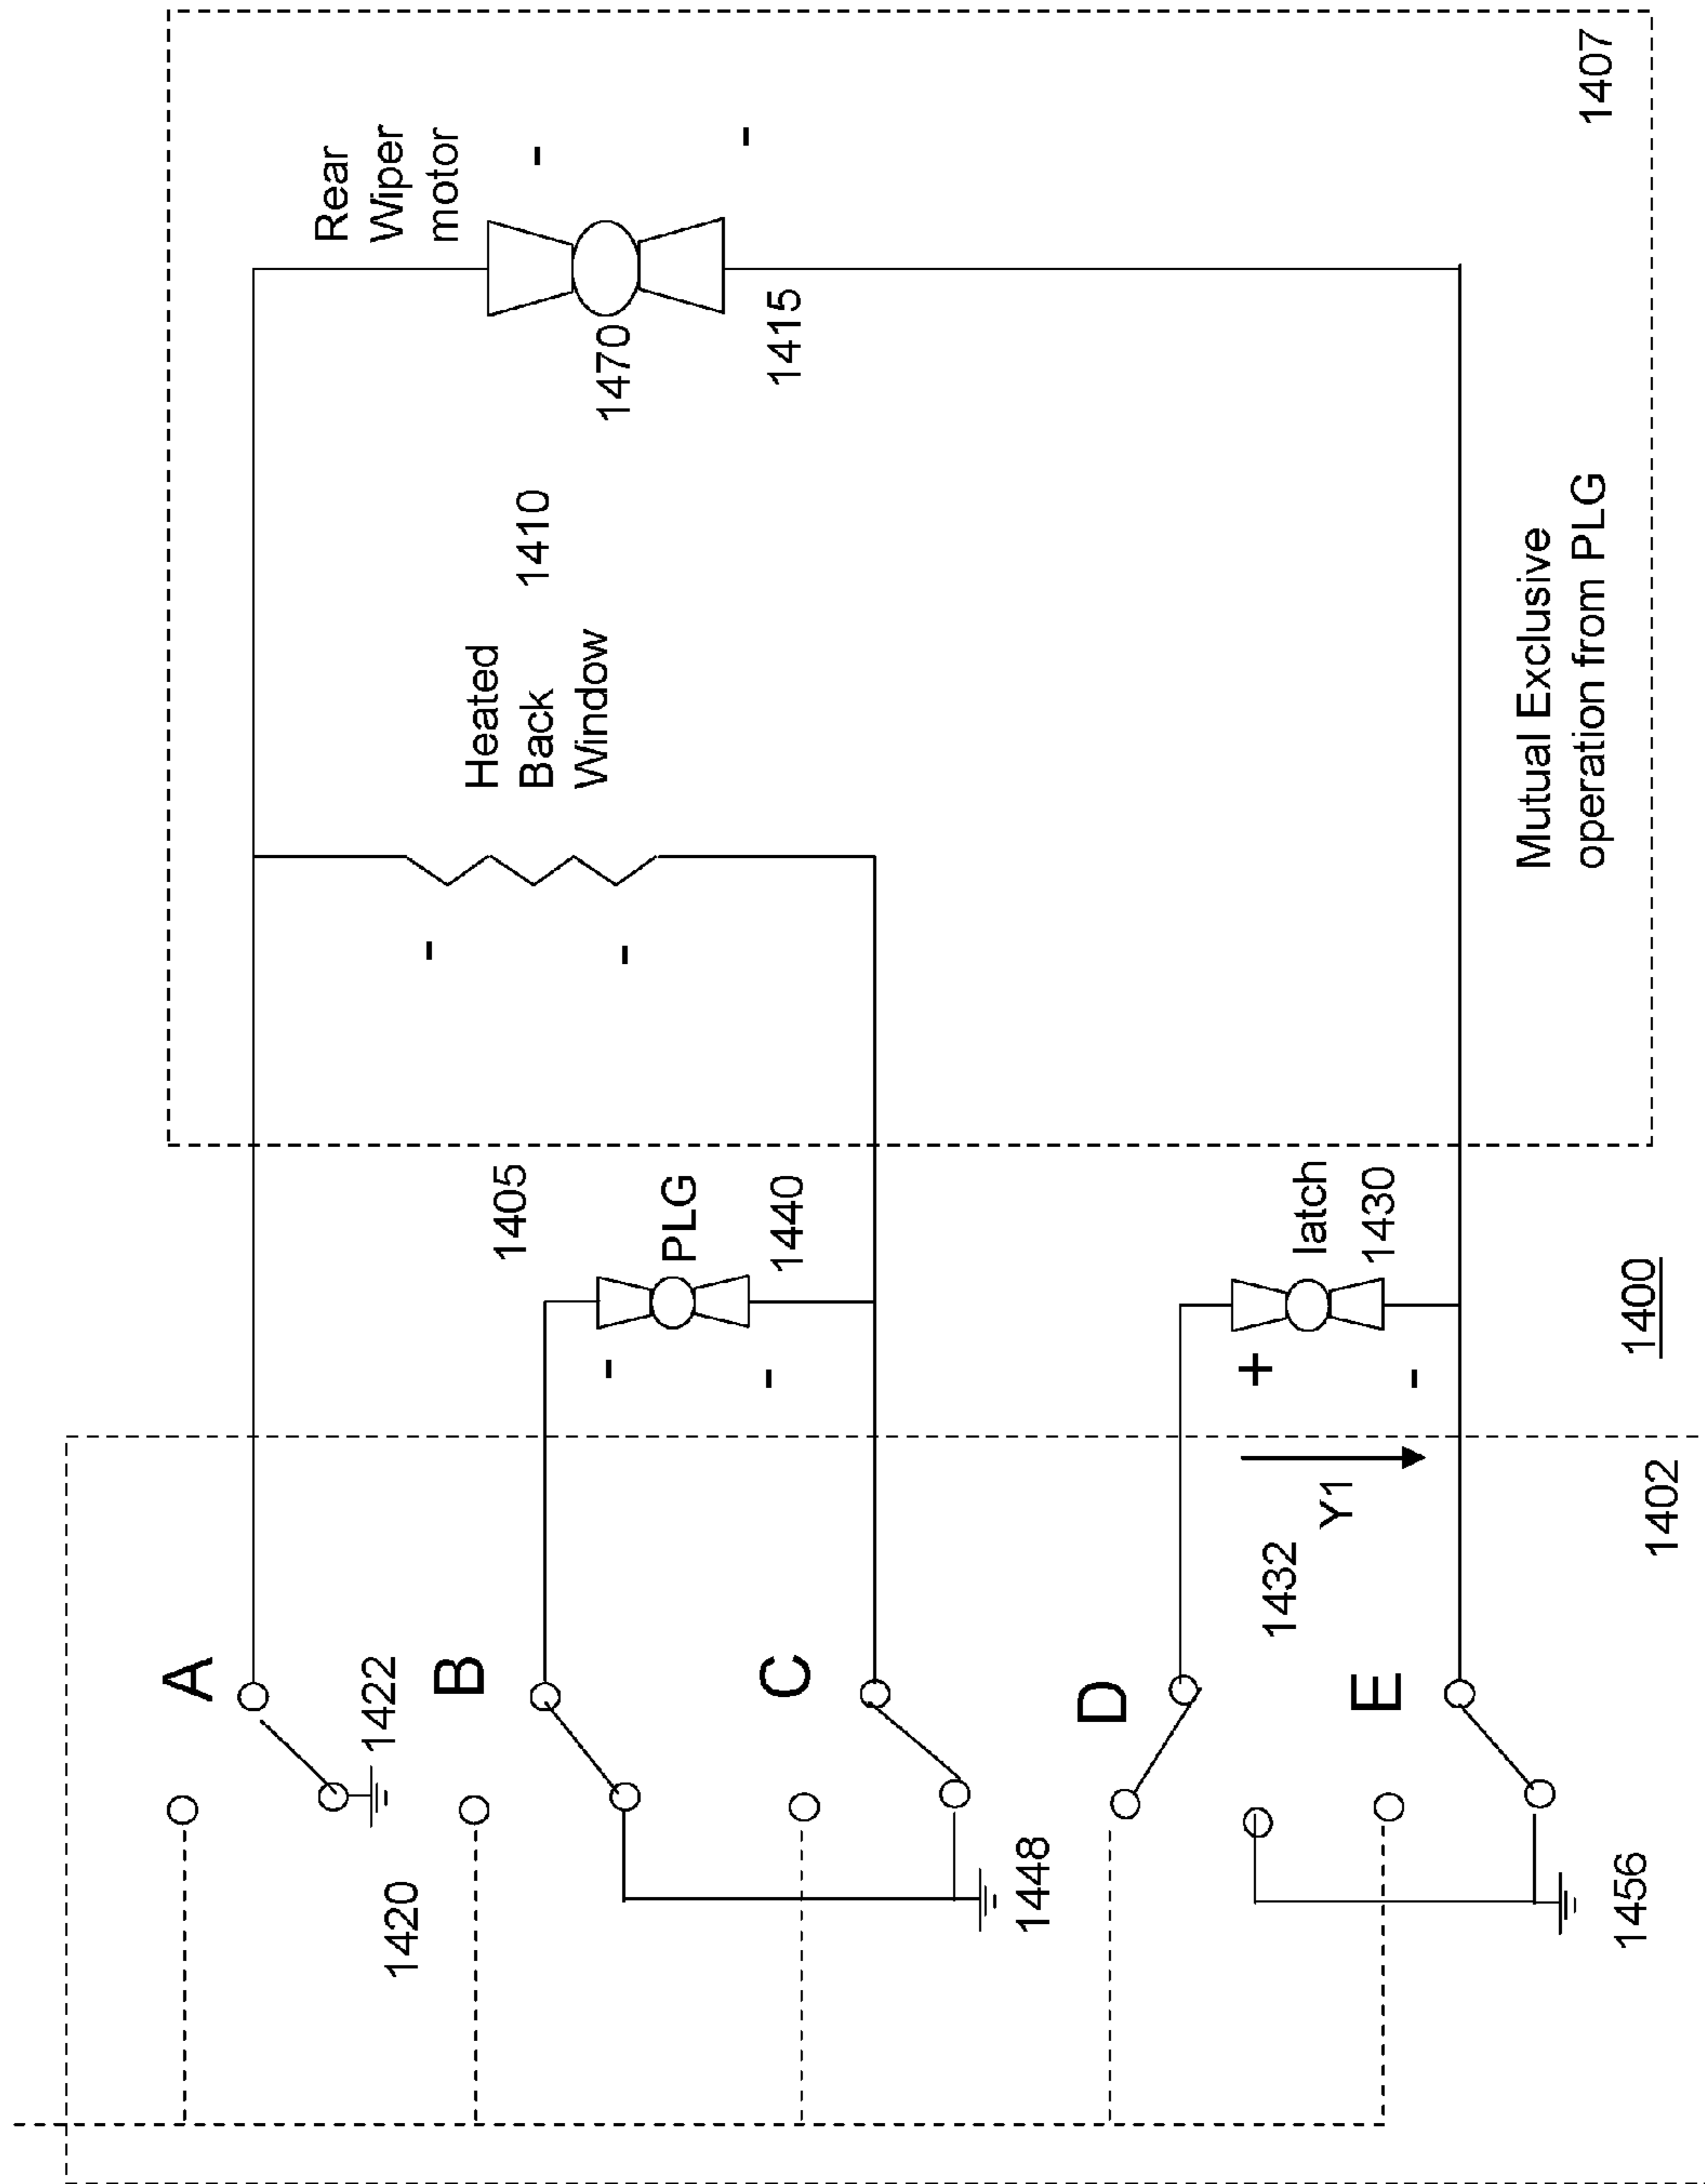 A
1422
1420
B
C
1448
D
1432
E
1456
Y1
1402
1405
PLG
1440
latch
1430
1400
Heated
Back
Window
1410
Rear
Wiper
motor
1470
1415
-
-
-
-
-
-
+
-
Mutual Exclusive
operation from PLG
1407